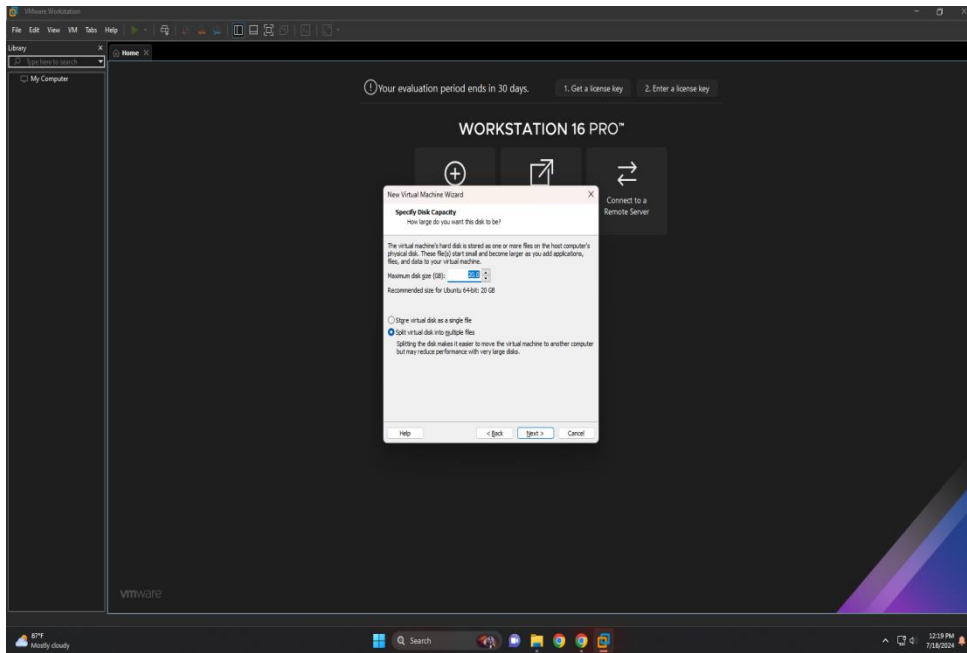 VMware Workstation
File Edit View VM Tabs Help
Library X
Home X
Type here to search
My Computer
Your evaluation period ends in 30 days. 1. Get a license key 2. Enter a license key
WORKSTATION 16 PRO™
Connect to a
Remote Server
New Virtual Machine Wizard X
Specify Disk Capacity
How large do you want this disk to be?
The virtual machine's hard disk is stored as one or more files on the host computer's
physical disk. These file(s) start small and become larger as you add applications,
files, and data to your virtual machine.
Maximum disk size (GB): 20.0
Recommended size for Ubuntu 64-bit: 20 GB
Store virtual disk as a single file
Split virtual disk into multiple files
Splitting the disk makes it easier to move the virtual machine to another computer
but may reduce performance with very large disks.
Help < Back Next > Cancel
vmware
87°F
Mostly cloudy
Search
12:19 PM
7/18/2024